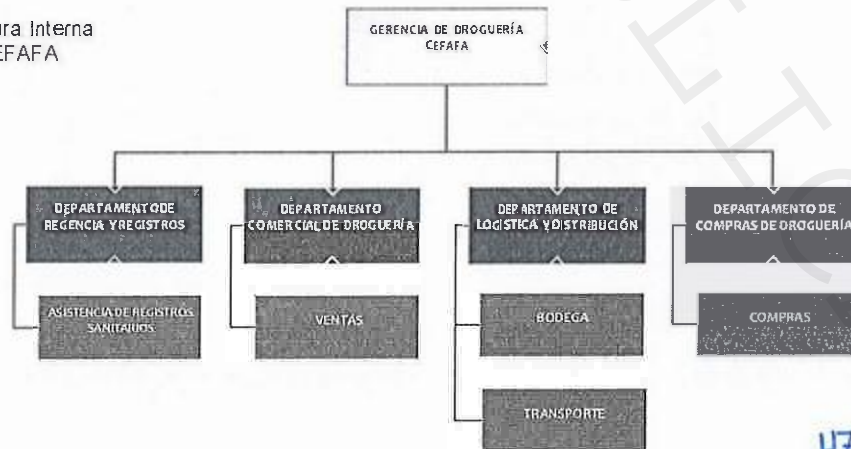 ura Interna
EFAFA
GERENCIA DE DROGUERÍA
CEFAFA
DEPARTAMENTO DE
REGENCIA Y REGISTROS
DEPARTAMENTO
COMERCIAL DE DROGUERÍA
DEPARTAMENTO DE
LOGÍSTICA Y DISTRIBUCIÓN
DEPARTAMENTO DE
COMPRAS DE DROGUERÍA
ASISTENCIA DE REGISTROS
SANITARIOS
VENTAS
BODEGA
COMPRAS
TRANSPORTE